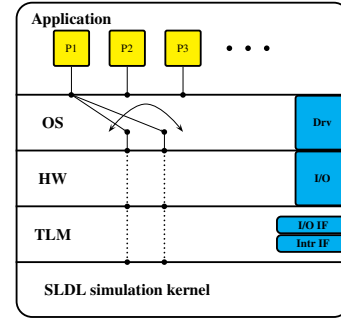 Application
P1 P2 P3 • • •
OS
Drv
HW
I/O
TLM
I/O IF
Intr IF
SLDL simulation kernel